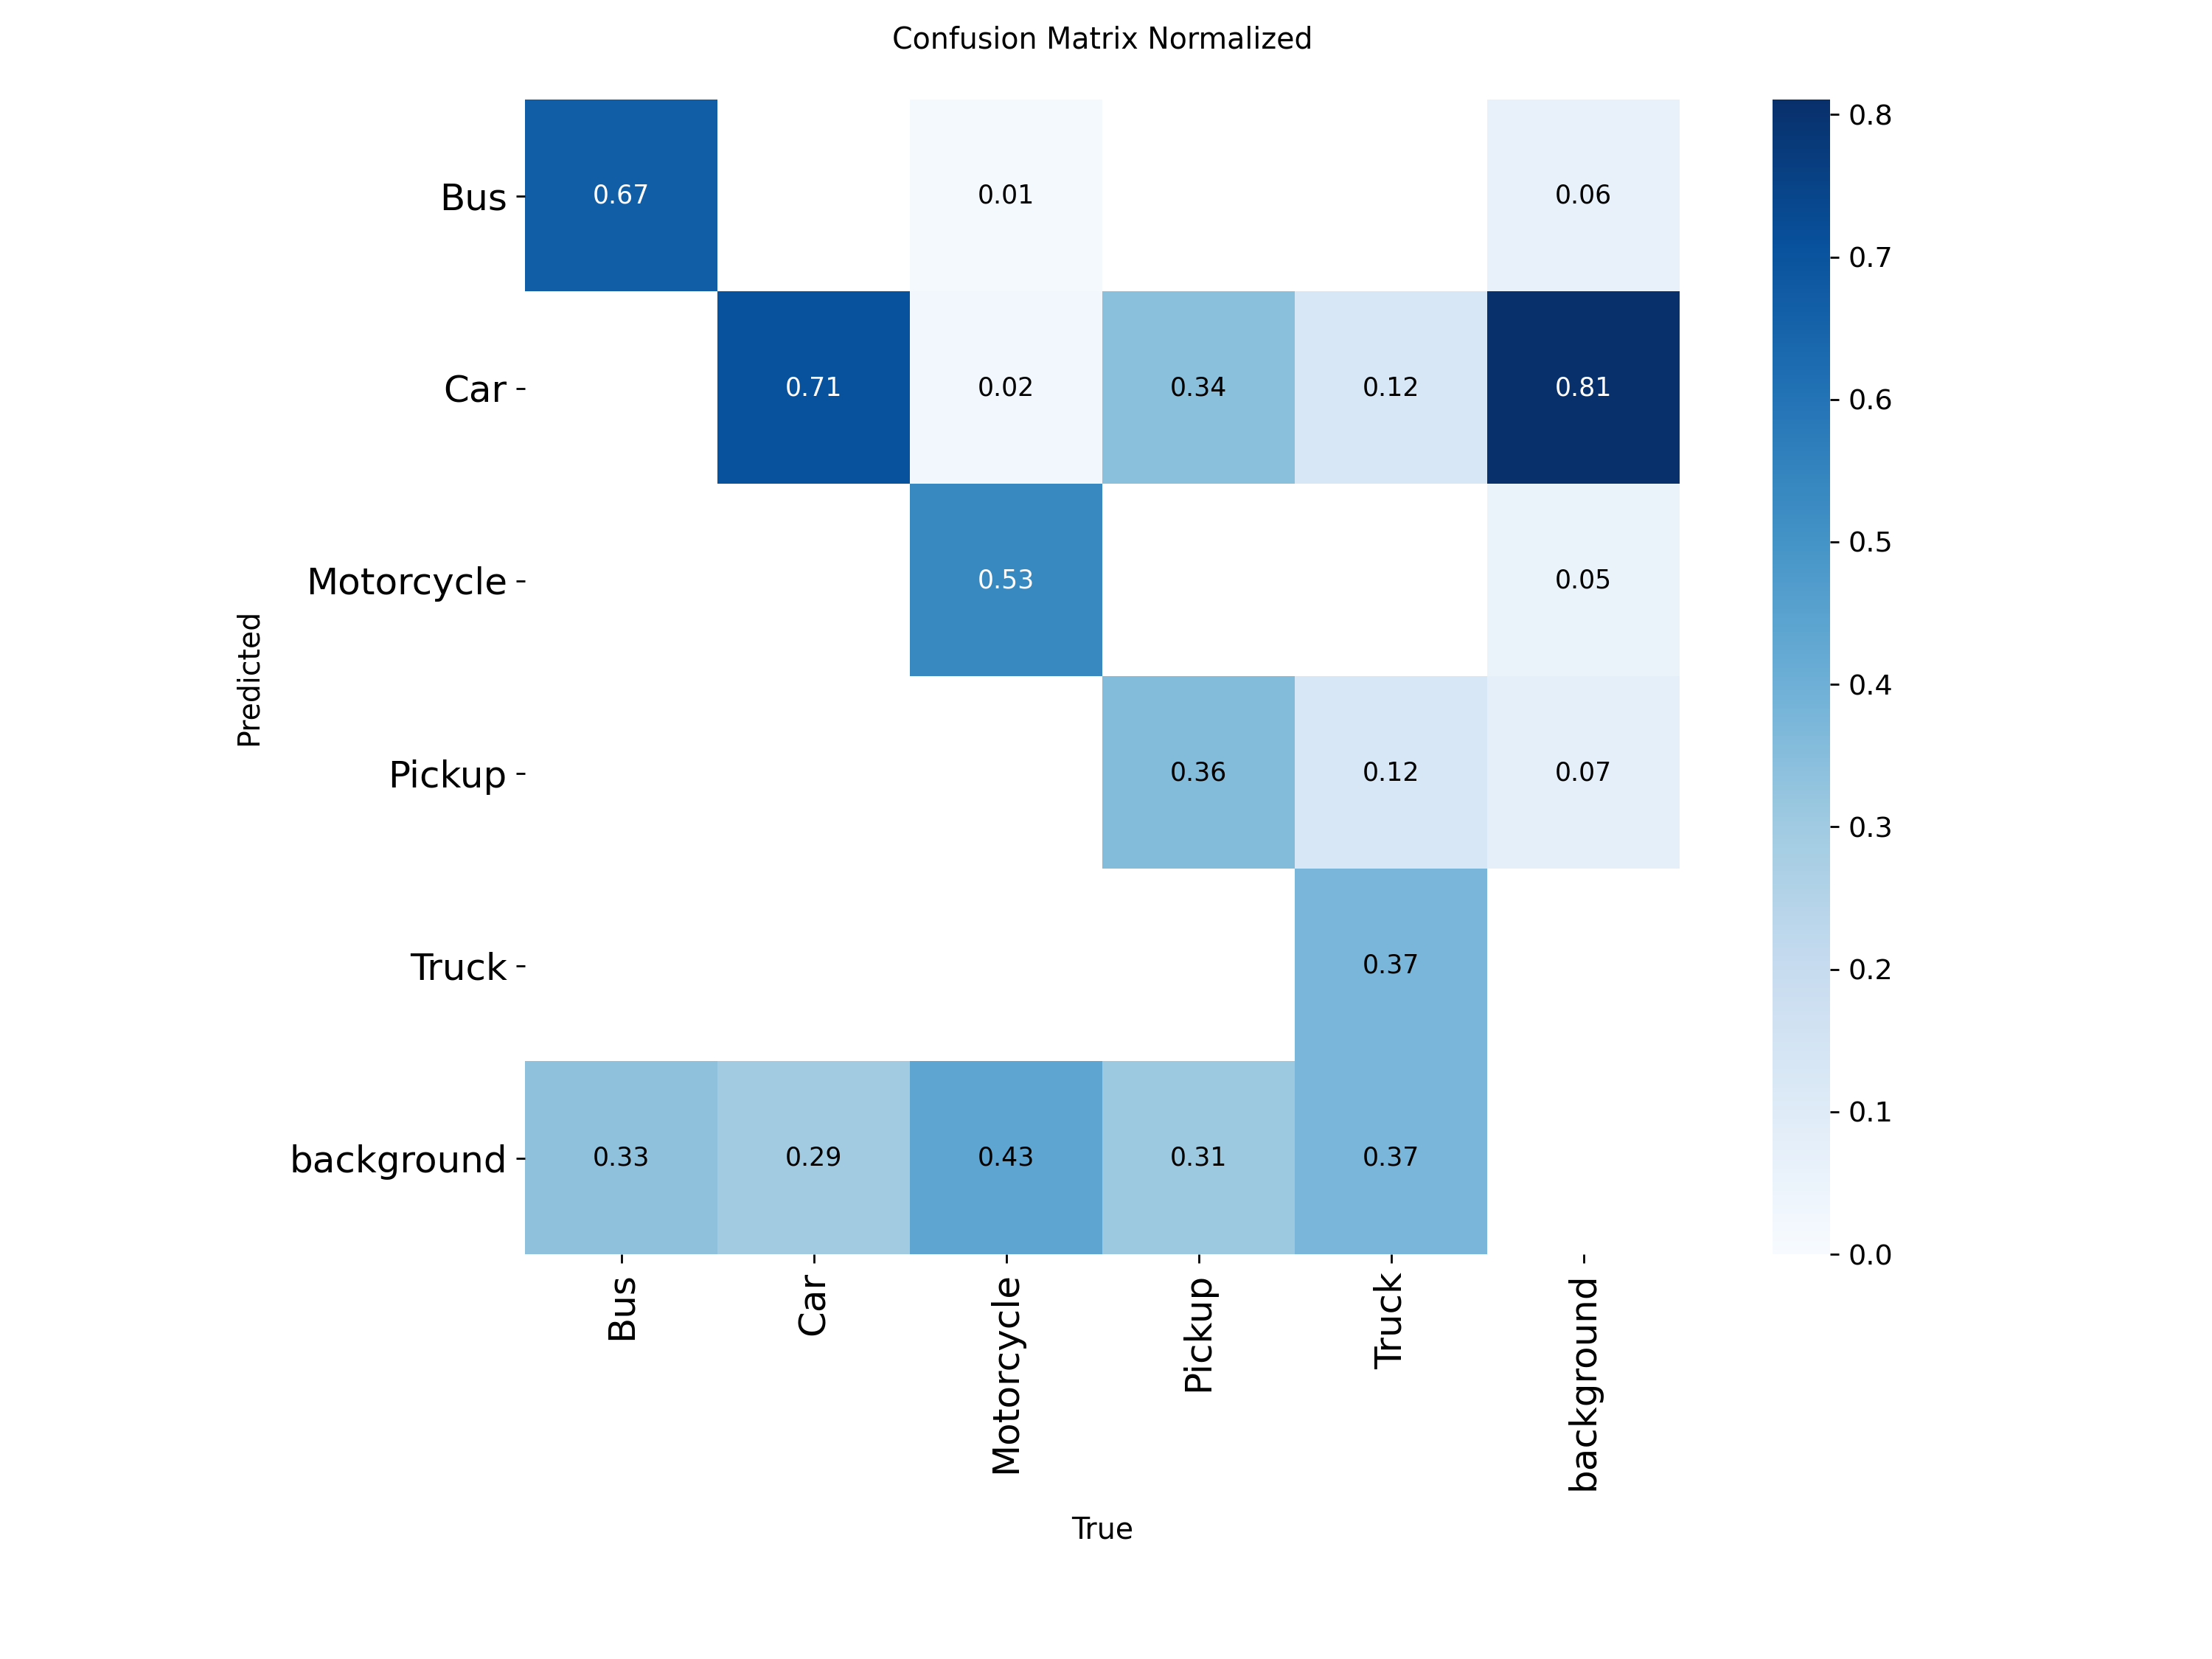 Confusion Matrix Normalized
Bus
0.67
0.01
0.06
Car
0.71
0.02
0.34
0.12
0.81
Motorcycle
0.53
0.05
Pickup
0.36
0.12
0.07
Truck
0.37
background
0.33
0.29
0.43
0.31
0.37
Predicted
Bus
Car
Motorcycle
Pickup
Truck
background
True
0.8
0.7
0.6
0.5
0.4
0.3
0.2
0.1
0.0